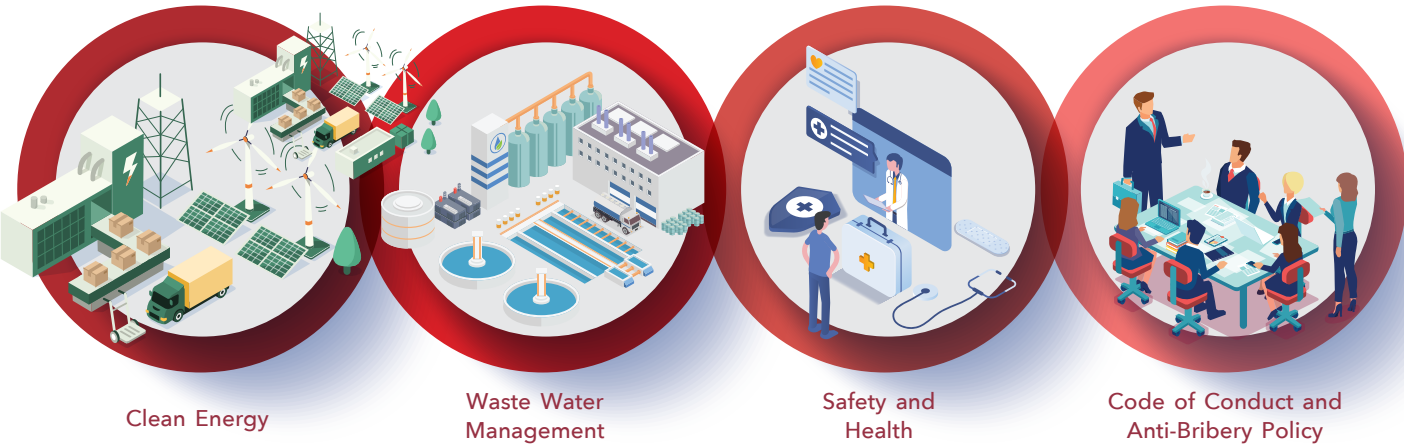 Clean Energy
Waste Water
Management
Safety and
Health
Code of Conduct and
Anti-Bribery Policy